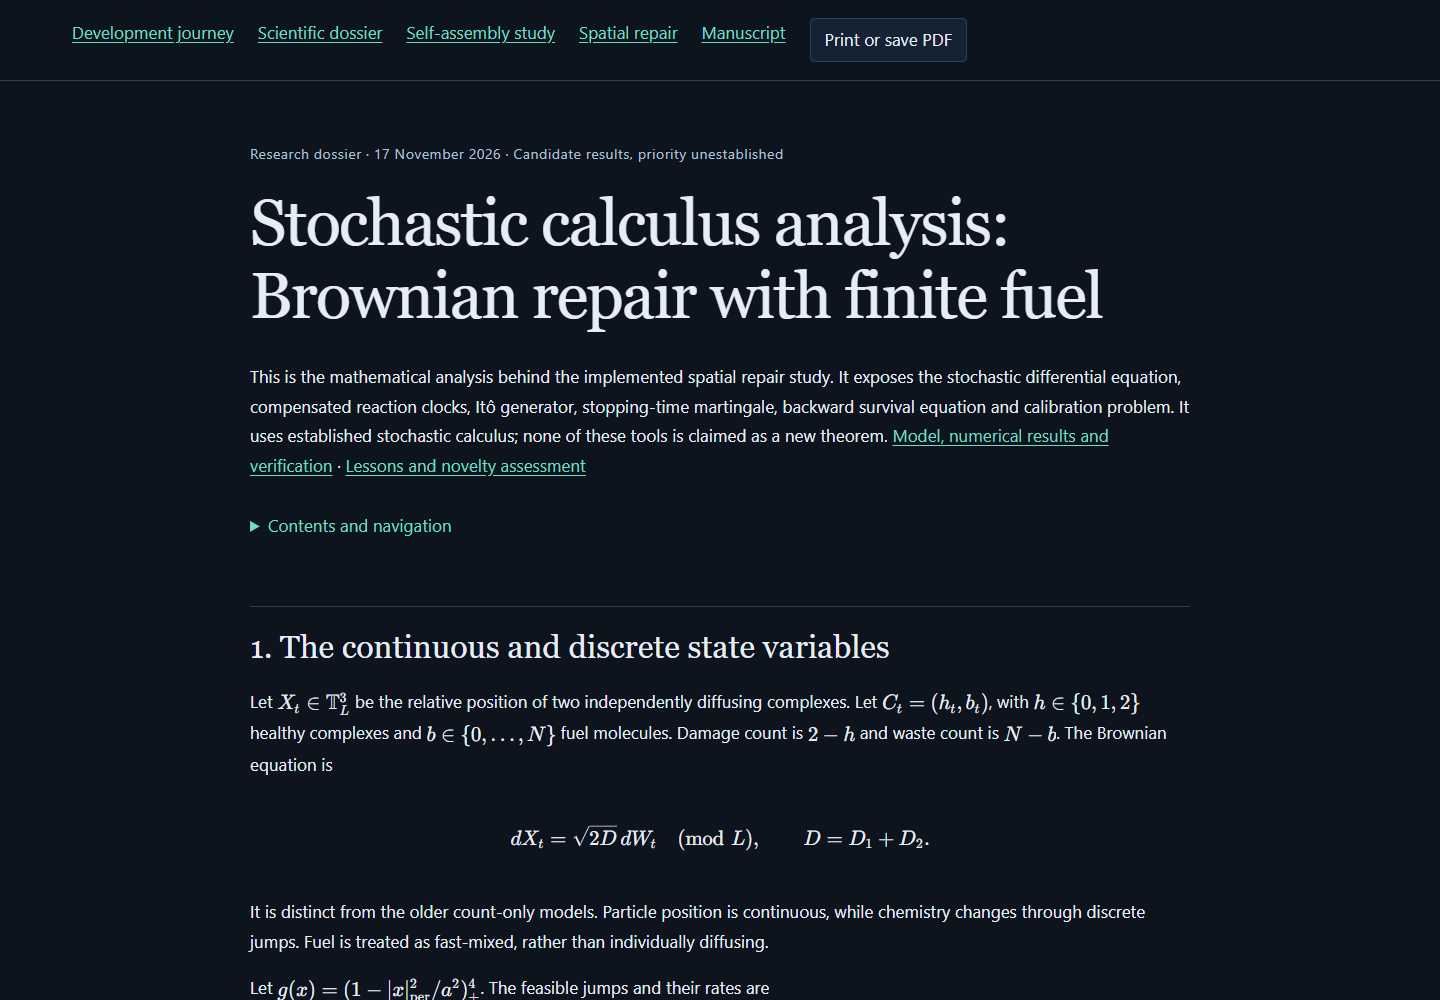 Development journey Scientific dossier Self-assembly study Spatial repair Manuscript Print or save PDF
Research dossier · 17 November 2026 · Candidate results, priority unestablished
Stochastic calculus analysis:
Brownian repair with finite fuel
This is the mathematical analysis behind the implemented spatial repair study. It exposes the stochastic differential equation,
compensated reaction clocks, Itô generator, stopping-time martingale, backward survival equation and calibration problem. It
uses established stochastic calculus; none of these tools is claimed as a new theorem. Model, numerical results and
verification · Lessons and novelty assessment
▶ Contents and navigation
1. The continuous and discrete state variables
Let X_t ∈ 𝕋_L^3 be the relative position of two independently diffusing complexes. Let C_t = (h_t, b_t), with h ∈ {0, 1, 2}
healthy complexes and b ∈ {0, . . . , N} fuel molecules. Damage count is 2 − h and waste count is N − b. The Brownian
equation is
dX_t = √2D dW_t (mod L), D = D_1 + D_2.
It is distinct from the older count-only models. Particle position is continuous, while chemistry changes through discrete
jumps. Fuel is treated as fast-mixed, rather than individually diffusing.
Let g(x) = (1 − |x|_per^2/a^2)_+^4. The feasible jumps and their rates are